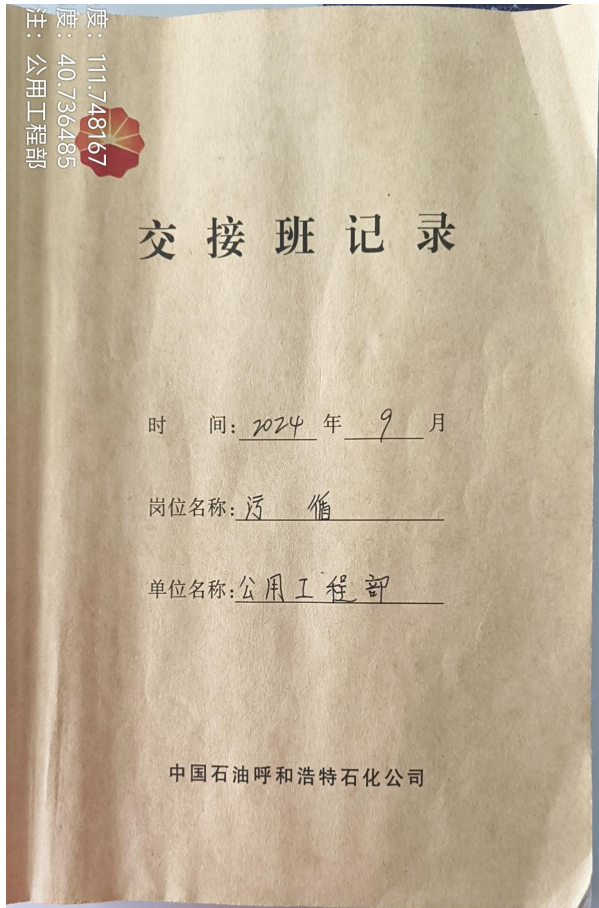 度：111.748167
度：40.736485
注：公用工程部
交接班记录
时 间：2024 年 9 月
岗位名称：污 循
单位名称：公用工程部
中国石油呼和浩特石化公司